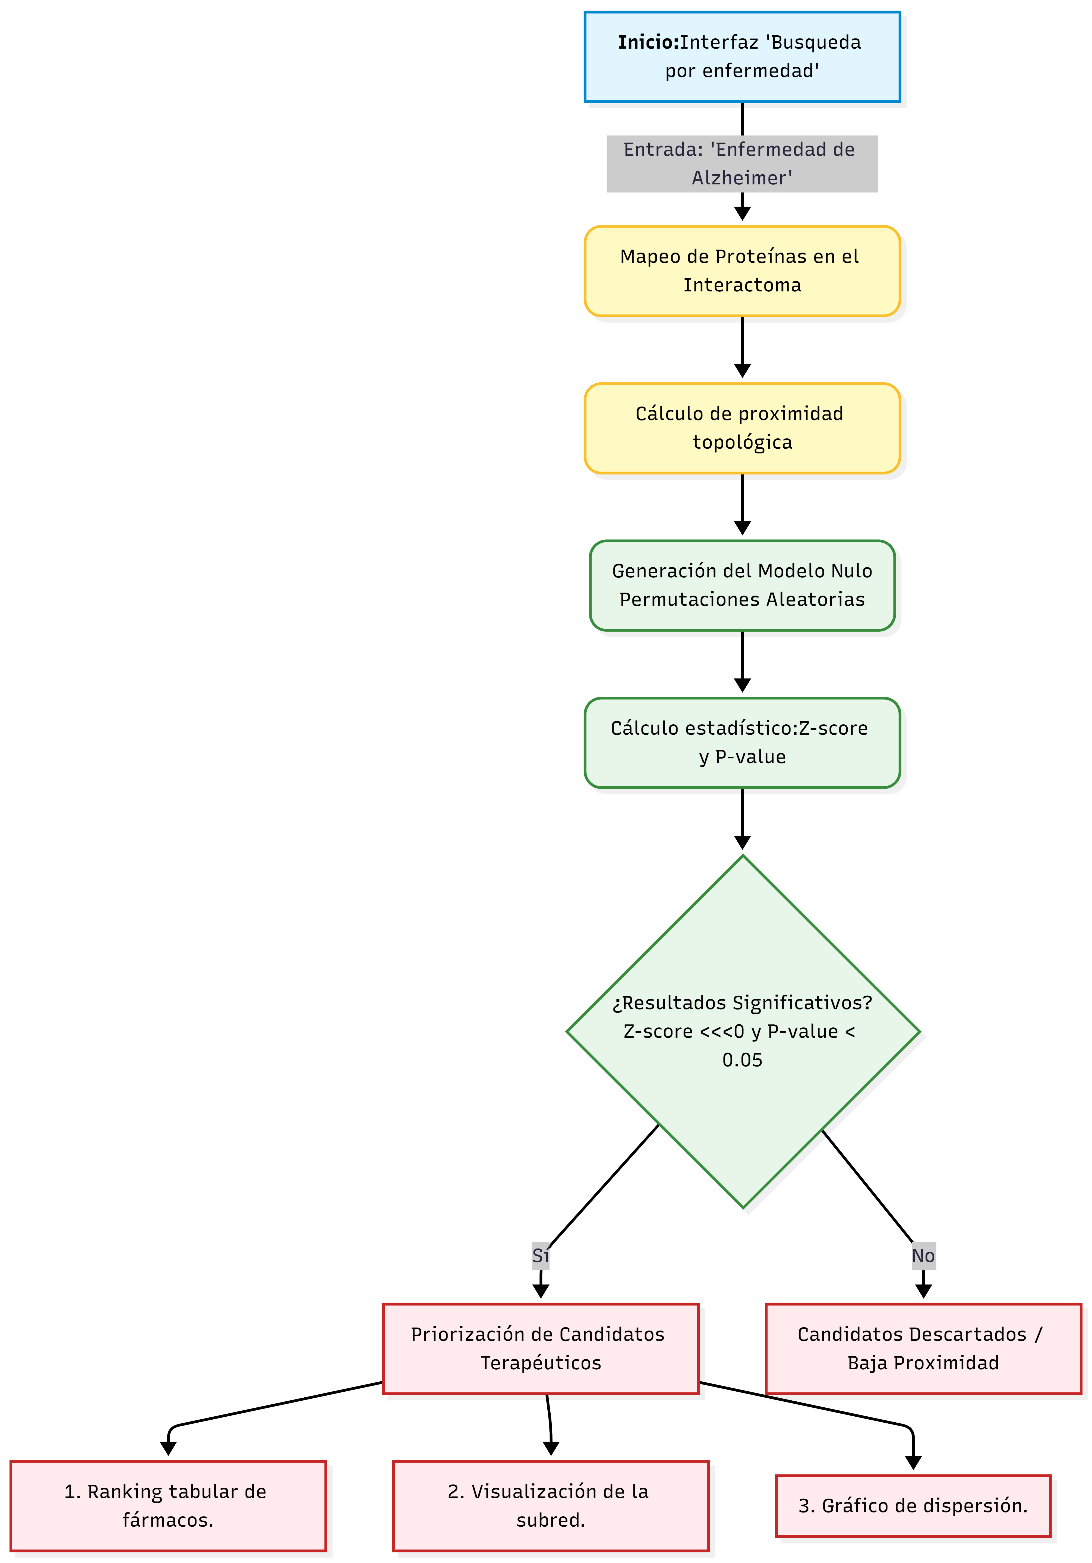 Inicio:Interfaz 'Busqueda
por enfermedad'
Entrada: 'Enfermedad de
Alzheimer'
Mapeo de Proteínas en el
Interactoma
Cálculo de proximidad
topológica
Generación del Modelo Nulo
Permutaciones Aleatorias
Cálculo estadístico:Z-score
y P-value
¿Resultados Significativos?
Z-score <<<0 y P-value <
0.05
Sí
No
Priorización de Candidatos
Terapéuticos
Candidatos Descartados /
Baja Proximidad
1. Ranking tabular de
fármacos.
2. Visualización de la
subred.
3. Gráfico de dispersión.